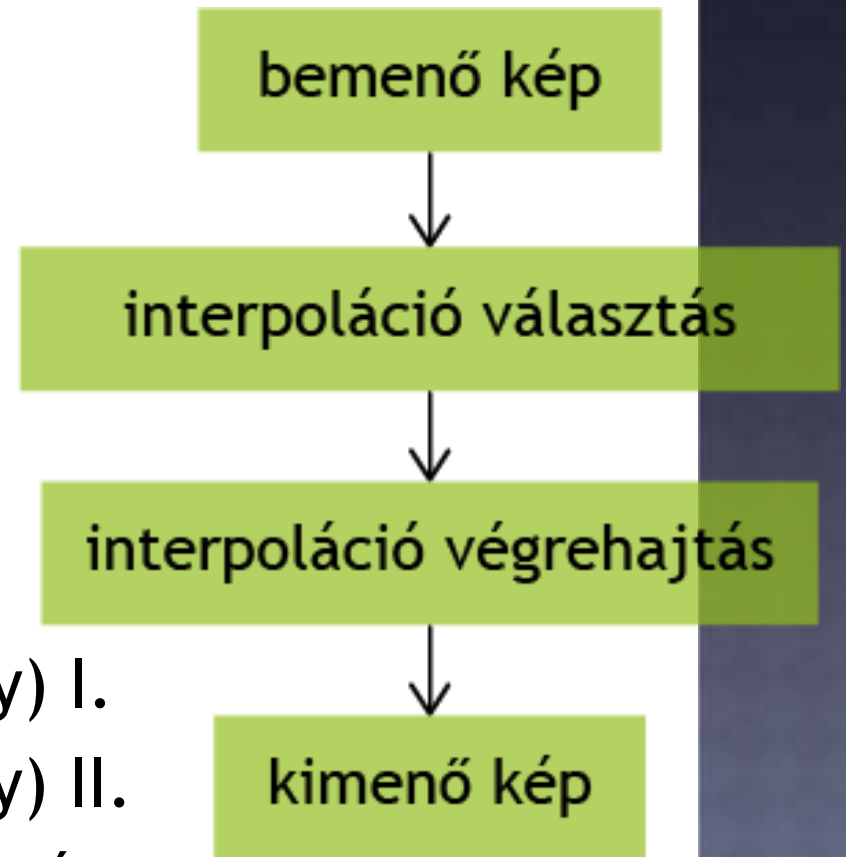 bemenő kép
interpoláció választás
interpoláció végrehajtás
y) I.
y) II.
kimenő kép